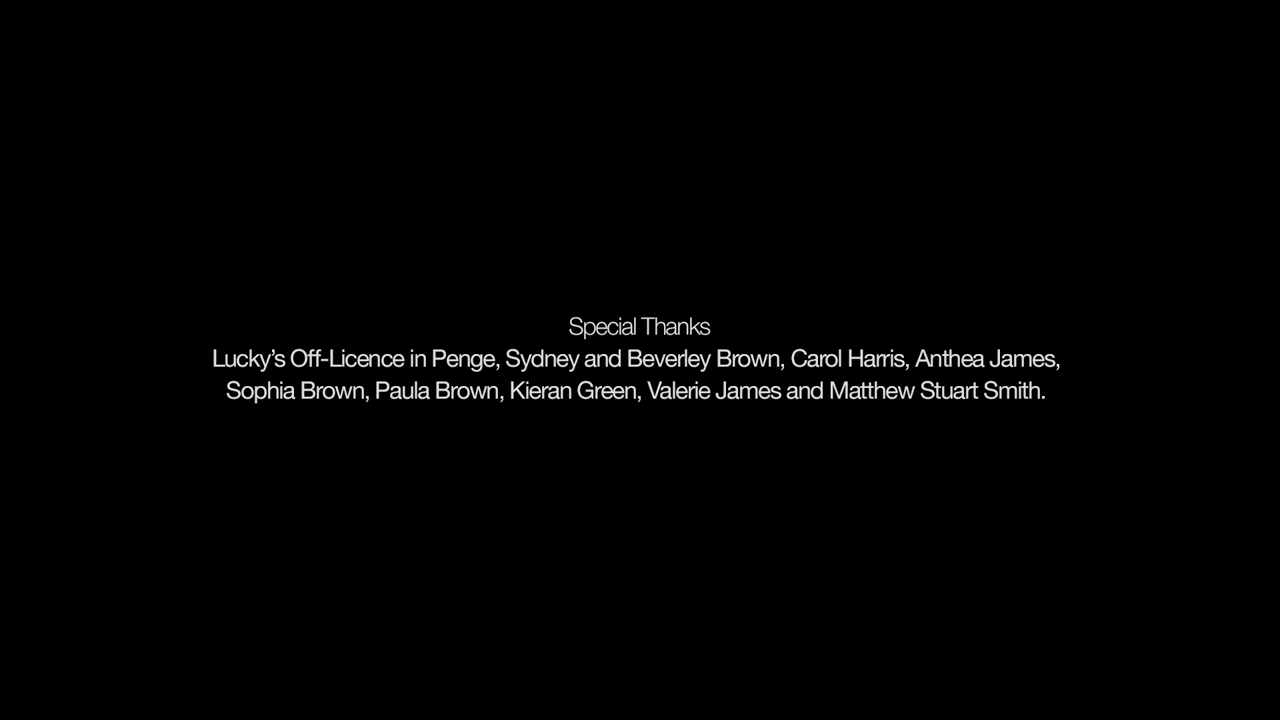 Special Thanks
Lucky’s Off-Licence in Penge, Sydney and Beverley Brown, Carol Harris, Anthea James,
Sophia Brown, Paula Brown, Kieran Green, Valerie James and Matthew Stuart Smith.